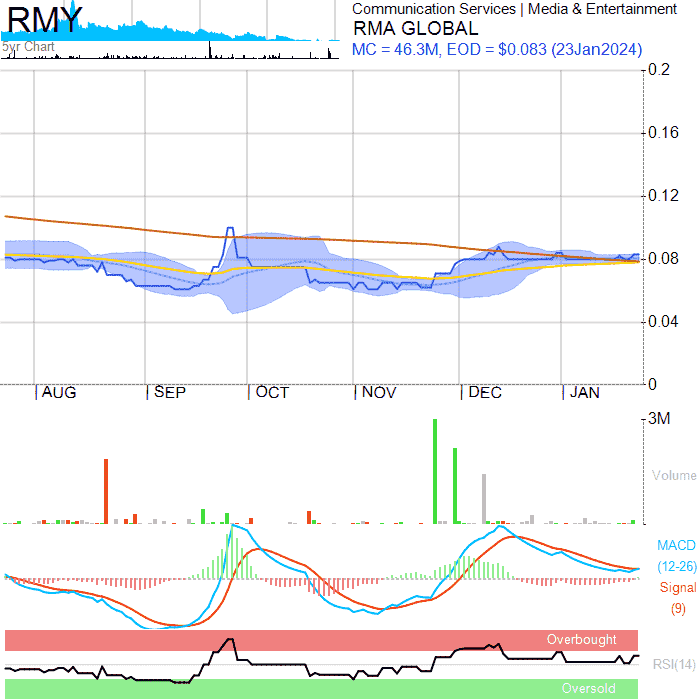 RMY
Communication Services | Media & Entertainment
RMA GLOBAL
5yr Chart
MC = 46.3M, EOD = $0.083 (23Jan2024)
0.2
0.16
0.12
0.08
0.04
0
AUG SEP OCT NOV DEC JAN
3M
Volume
MACD
(12-26)
Signal
(9)
Overbought
RSI(14)
Oversold